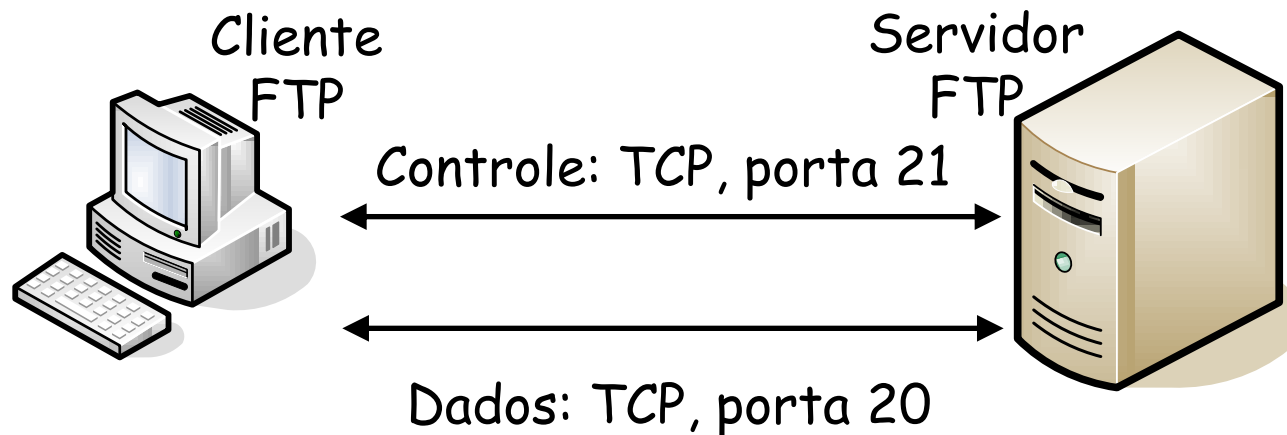 Cliente
FTP
Servidor
FTP
Controle: TCP, porta 21
Dados: TCP, porta 20